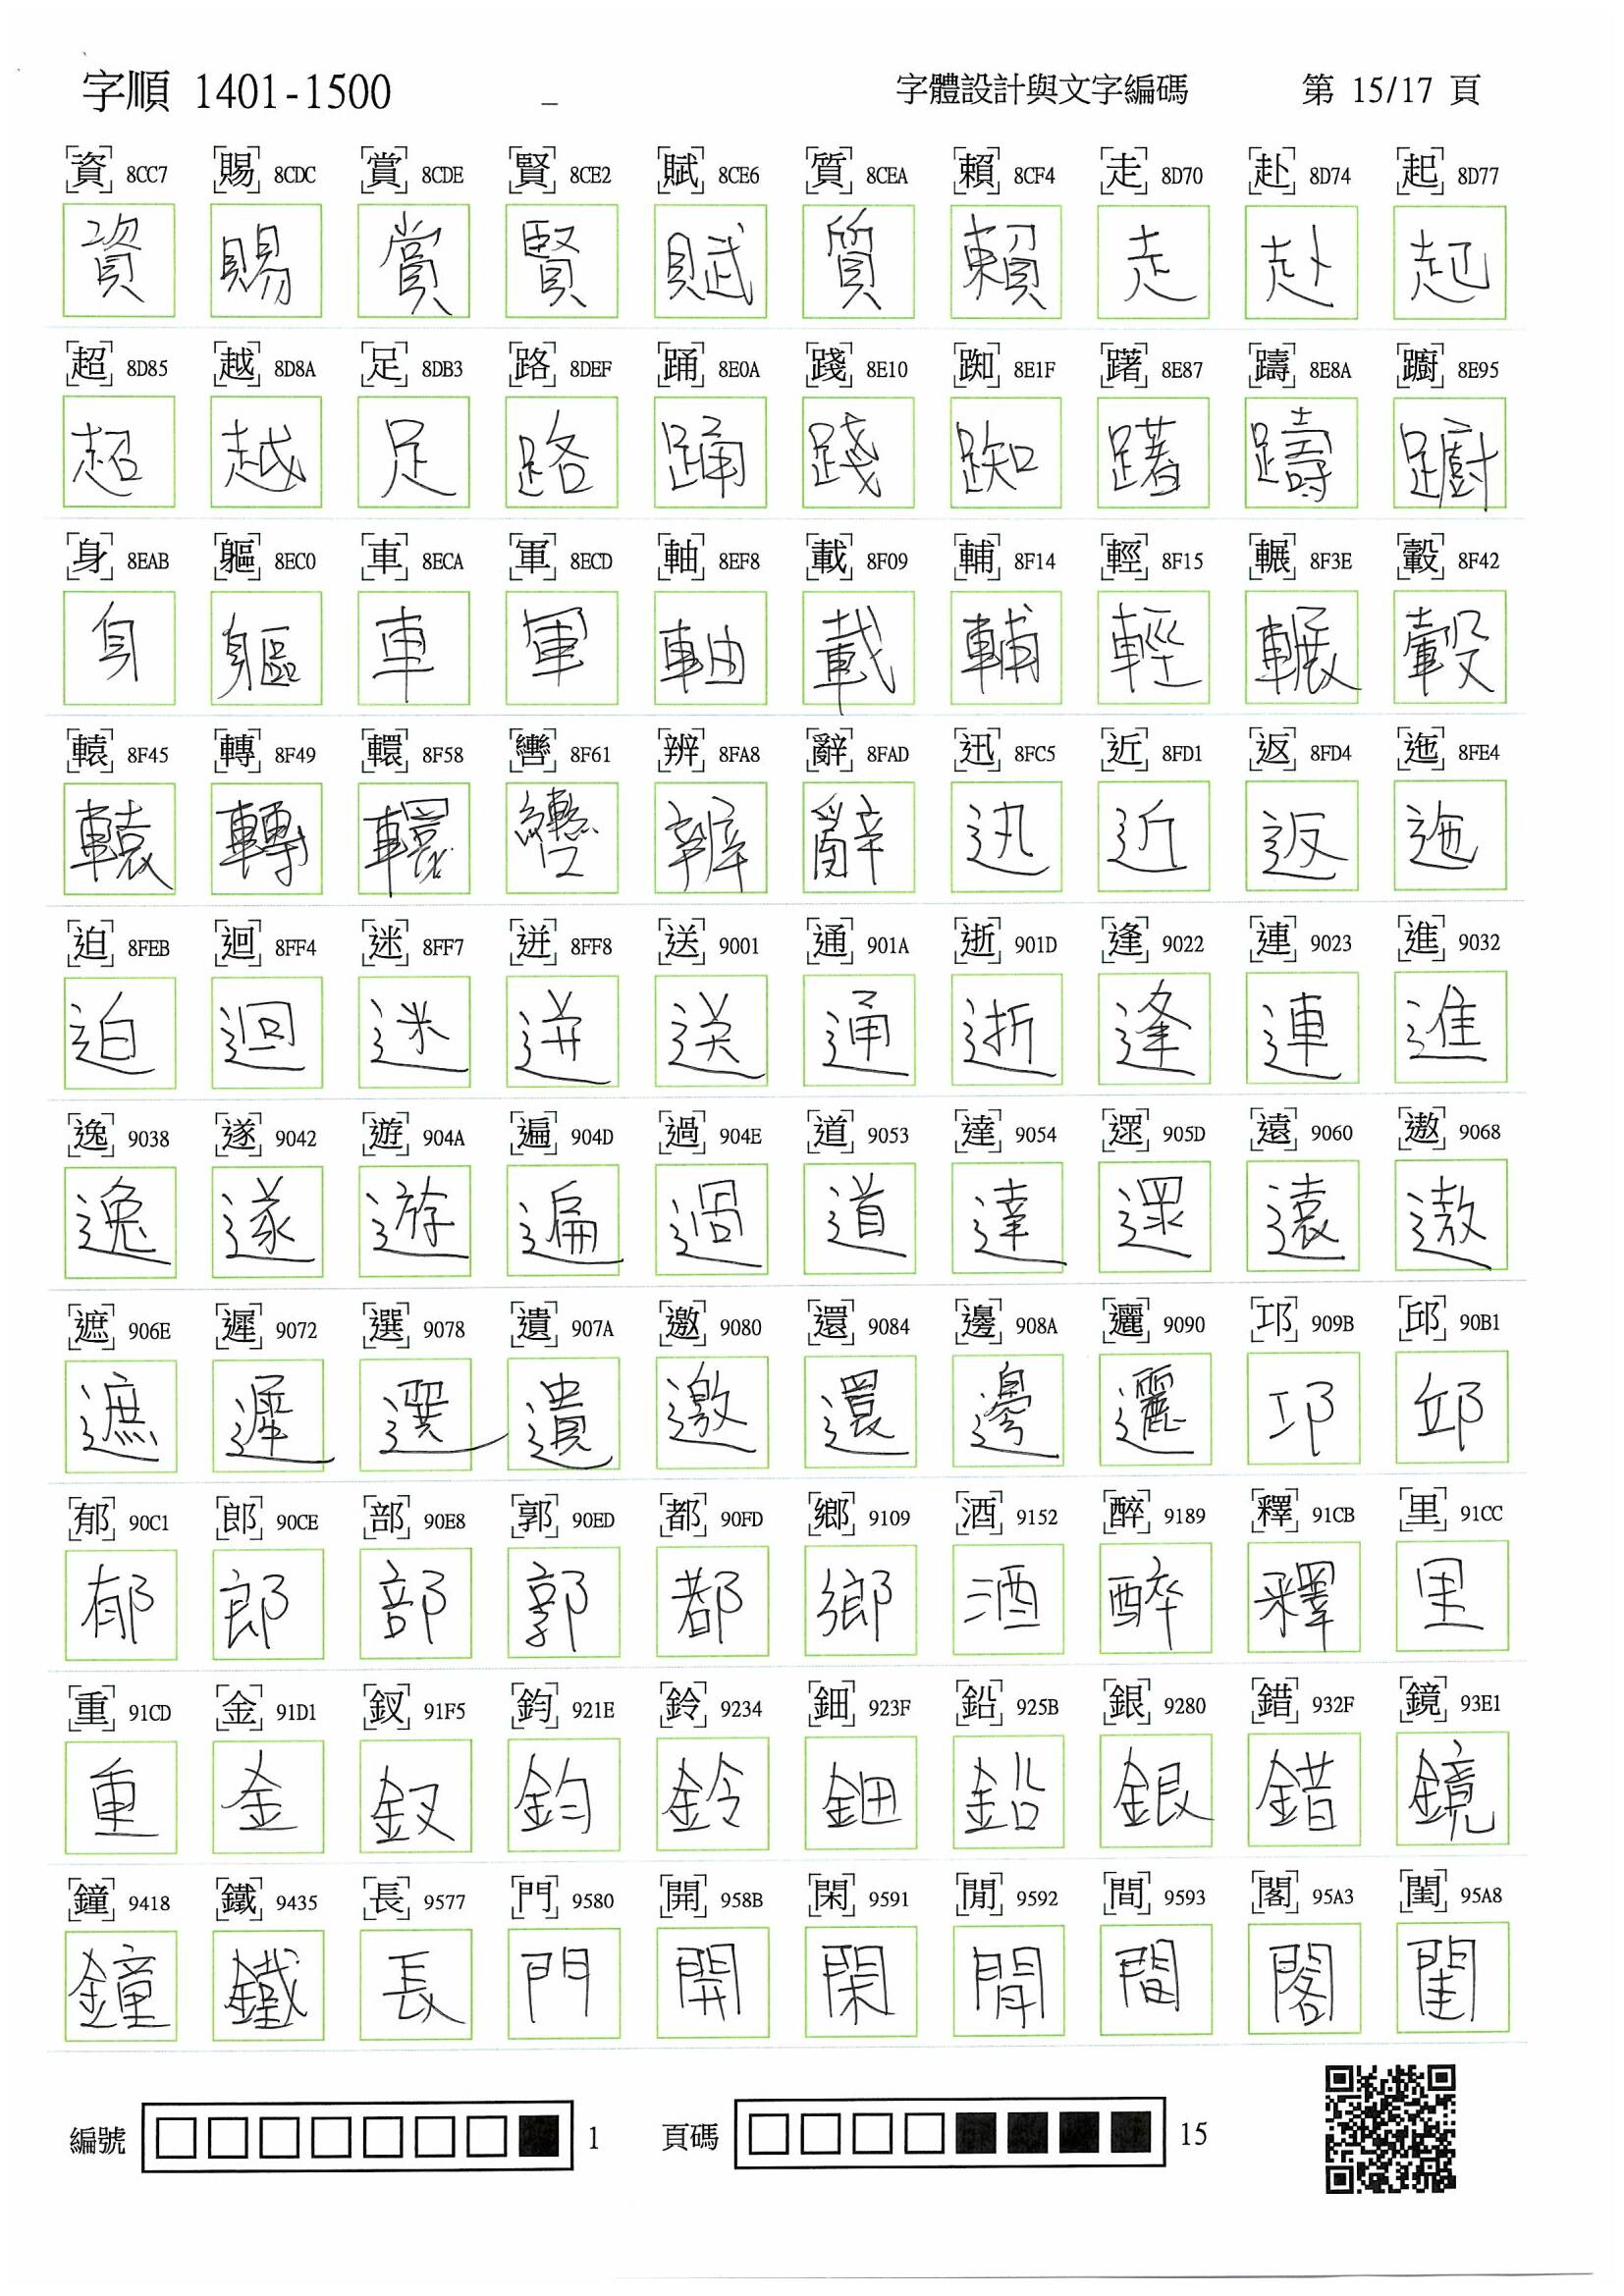 字順 1401-1500 _ 字體設計與文字編碼 第 15/17 頁
資 8CC7 賜 8CDC 賞 8CDE 賢 8CE2 賦 8CE6 質 8CEA 賴 8CF4 走 8D70 赴 8D74 起 8D77
資 賜 賞 賢 賦 質 賴 走 赴 起
超 8D85 越 8D8A 足 8DB3 路 8DEF 踊 8E0A 踐 8E10 踟 8E1F 躇 8E87 躊 8E8A 躕 8E95
超 越 足 路 踊 踐 踟 躇 躊 躕
身 8EAB 軀 8EC0 車 8ECA 軍 8ECD 軸 8EF8 載 8F09 輔 8F14 輕 8F15 輾 8F3E 轂 8F42
身 軀 車 軍 軸 載 輔 輕 輾 轂
轅 8F45 轉 8F49 轘 8F58 轡 8F61 辨 8FA8 辭 8FAD 迅 8FC5 近 8FD1 返 8FD4 迤 8FE4
轅 轉 轘 轡 辨 辭 迅 近 返 迤
迫 8FEB 迴 8FF4 迷 8FF7 迸 8FF8 送 9001 通 901A 逝 901D 逢 9022 連 9023 進 9032
迫 迴 迷 迸 送 通 逝 逢 連 進
逸 9038 遂 9042 遊 904A 遍 904D 過 904E 道 9053 達 9054 遝 905D 遠 9060 遨 9068
逸 遂 遊 遍 過 道 達 遝 遠 遨
遮 906E 遲 9072 選 9078 遺 907A 邀 9080 還 9084 邊 908A 邐 9090 邛 909B 邱 90B1
遮 遲 選 遺 邀 還 邊 邐 邛 邱
郁 90C1 郎 90CE 部 90E8 郭 90ED 都 90FD 鄉 9109 酒 9152 醉 9189 釋 91CB 里 91CC
郁 郎 部 郭 都 鄉 酒 醉 釋 里
重 91CD 金 91D1 釵 91F5 鈞 921E 鈴 9234 鈿 923F 鉛 925B 銀 9280 錯 932F 鏡 93E1
重 金 釵 鈞 鈴 鈿 鉛 銀 錯 鏡
鐘 9418 鐵 9435 長 9577 門 9580 開 958B 閑 9591 閒 9592 間 9593 閣 95A3 閨 95A8
鐘 鐵 長 門 開 閑 閒 間 閣 閨
編號 1 頁碼 15